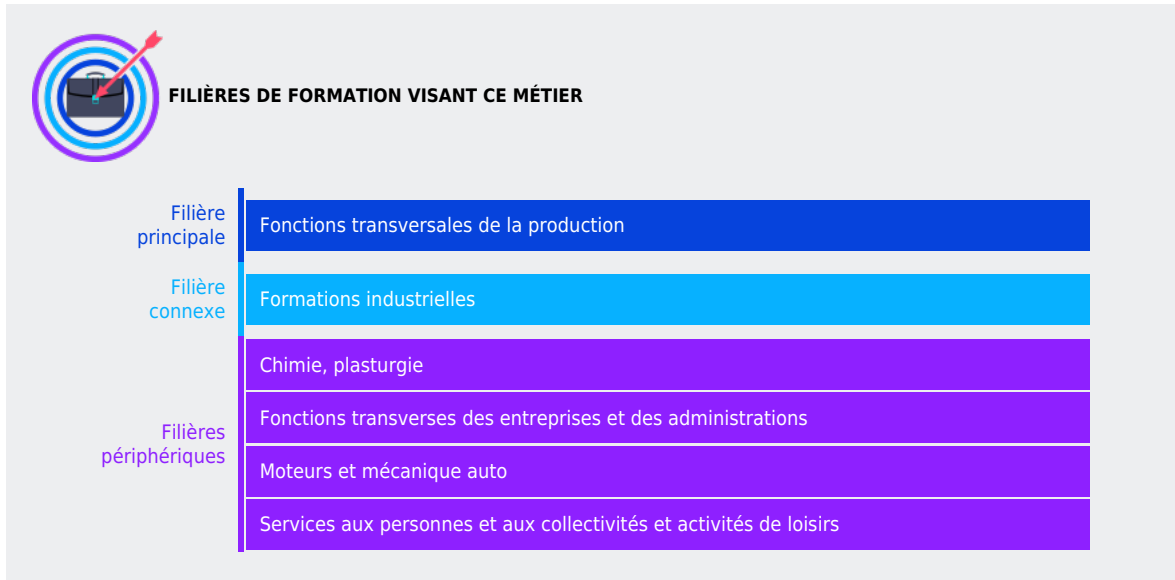 FILIÈRES DE FORMATION VISANT CE MÉTIER
Filière
principale
Fonctions transversales de la production
Filière
connexe
Formations industrielles
Filières
périphériques
Chimie, plasturgie
Fonctions transverses des entreprises et des administrations
Moteurs et mécanique auto
Services aux personnes et aux collectivités et activités de loisirs